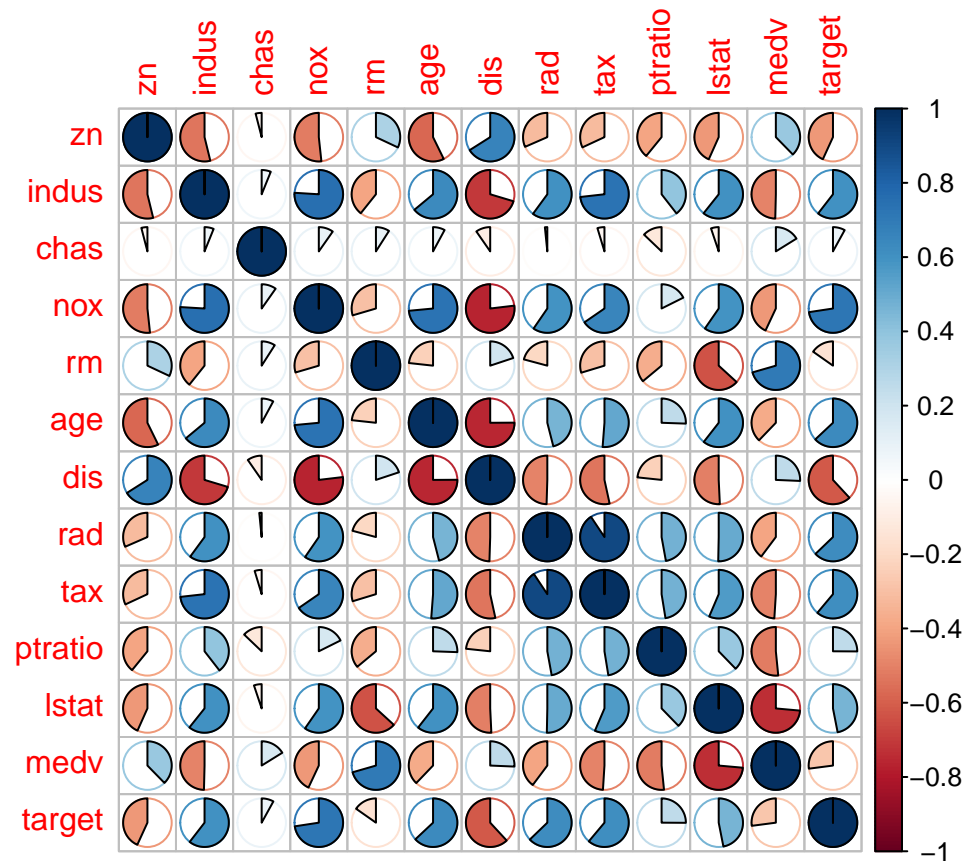 zn indus chas nox rm age dis rad tax ptratio lstat medv target
zn
indus
chas
nox
rm
age
dis
rad
tax
ptratio
lstat
medv
target
1
0.8
0.6
0.4
0.2
0
−0.2
−0.4
−0.6
−0.8
−1